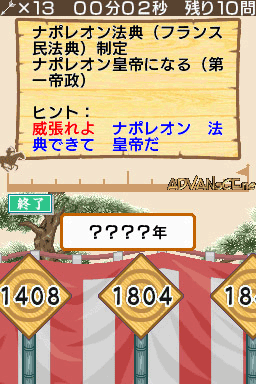 ×13 00分02秒 残り10問
ナポレオン法典（フランス
民法典）制定
ナポレオン皇帝になる（第
一帝政）
ヒント：
威張れよ ナポレオン 法
典できて 皇帝だ
終了
？？？？年
1408
1804